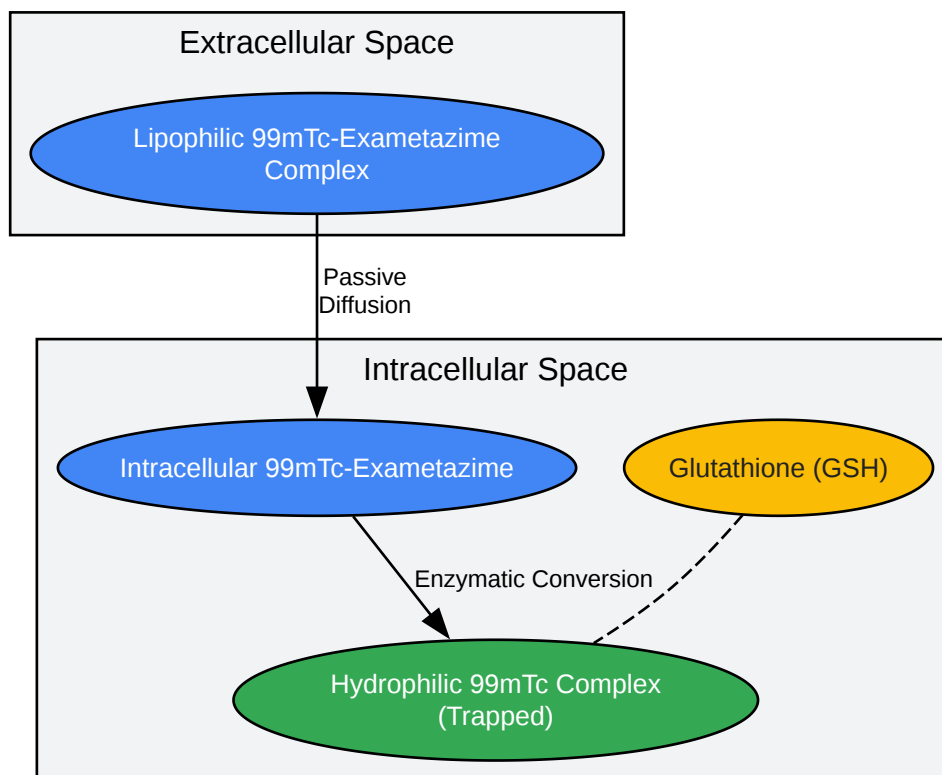 Extracellular Space
Lipophilic 99mTc-Exametazime
Complex
Passive
Diffusion
Intracellular Space
Intracellular 99mTc-Exametazime
Glutathione (GSH)
Enzymatic Conversion
Hydrophilic 99mTc Complex
(Trapped)